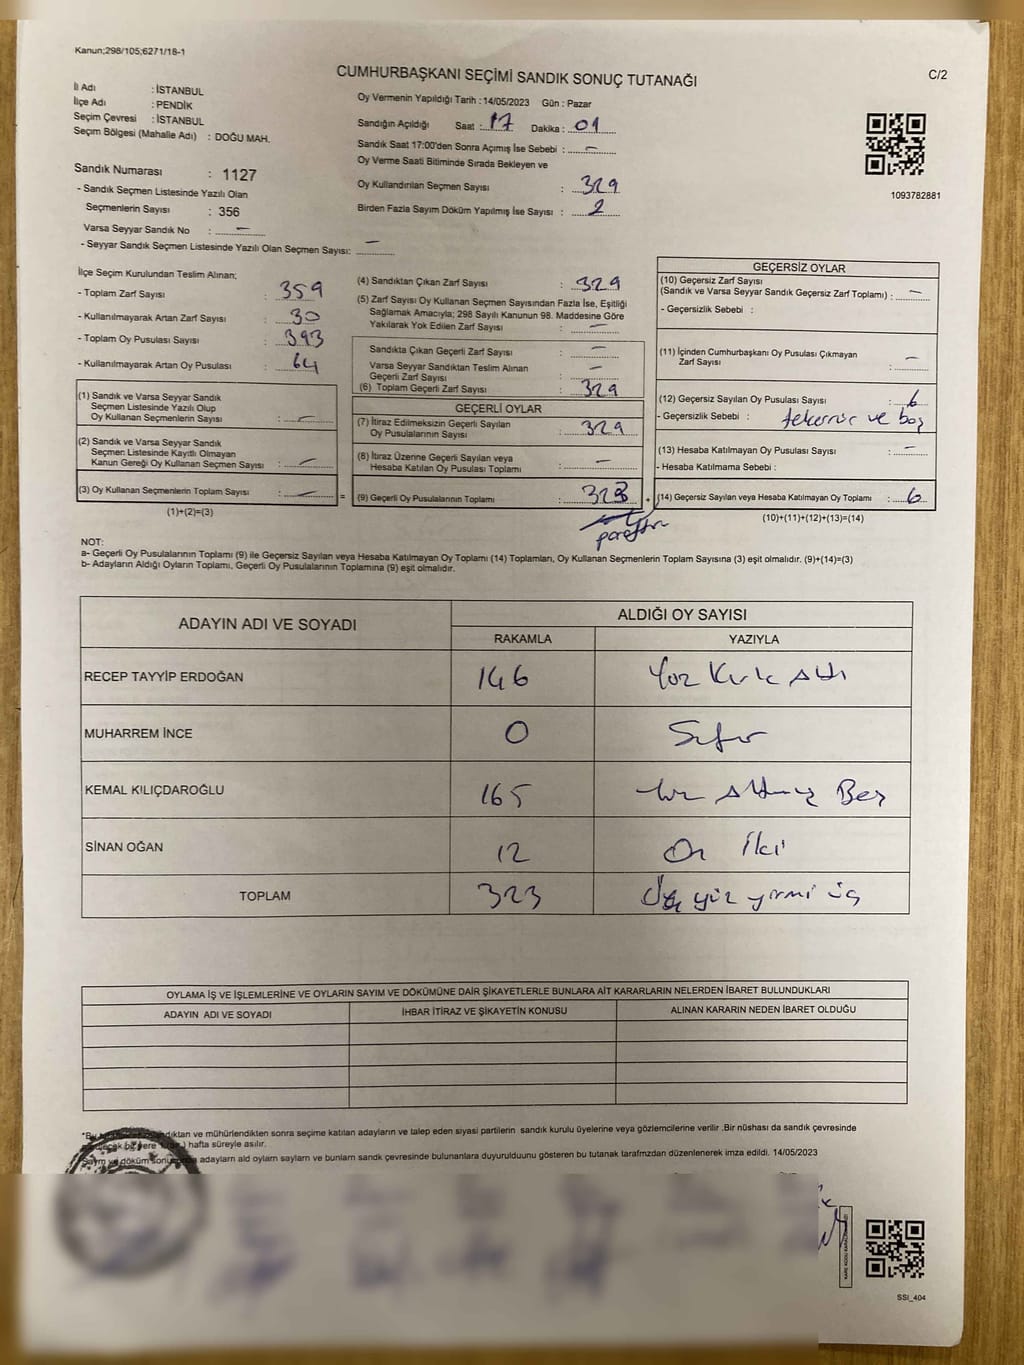 Kanun;298/105;6271/18-1
CUMHURBAŞKANI SEÇİMİ SANDIK SONUÇ TUTANAĞI
C/2
İl Adı : İSTANBUL
İlçe Adı : PENDİK
Seçim Çevresi : İSTANBUL
Seçim Bölgesi (Mahalle Adı) : DOĞU MAH.
Sandık Numarası : 1127
- Sandık Seçmen Listesinde Yazılı Olan
Seçmenlerin Sayısı : 356
Varsa Seyyar Sandık No : —
- Seyyar Sandık Seçmen Listesinde Yazılı Olan Seçmen Sayısı: —
Oy Vermenin Yapıldığı Tarih : 14/05/2023 Gün : Pazar
Sandığın Açıldığı Saat : 17 Dakika : 01
Sandık Saat 17:00'den Sonra Açımış İse Sebebi : —
Oy Verme Saati Bitiminde Sırada Bekleyen ve
Oy Kullandırılan Seçmen Sayısı : 329
Birden Fazla Sayım Döküm Yapılmış İse Sayısı : 2
1093782881
İlçe Seçim Kurulundan Teslim Alınan;
- Toplam Zarf Sayısı : 359
- Kullanılmayarak Artan Zarf Sayısı : 30
- Toplam Oy Pusulası Sayısı : 393
- Kullanılmayarak Artan Oy Pusulası : 64
(1) Sandık ve Varsa Seyyar Sandık
Seçmen Listesinde Yazılı Olup
Oy Kullanan Seçmenlerin Sayısı : —
(2) Sandık ve Varsa Seyyar Sandık
Seçmen Listesinde Kayıtlı Olmayan
Kanun Gereği Oy Kullanan Seçmen Sayısı : —
(3) Oy Kullanan Seçmenlerin Toplam Sayısı : — =
(1)+(2)=(3)
(4) Sandıktan Çıkan Zarf Sayısı : 329
(5) Zarf Sayısı Oy Kullanan Seçmen Sayısından Fazla İse, Eşitliği
Sağlamak Amacıyla; 298 Sayılı Kanunun 98. Maddesine Göre
Yakılarak Yok Edilen Zarf Sayısı : —
Sandıkta Çıkan Geçerli Zarf Sayısı : —
Varsa Seyyar Sandıktan Teslim Alınan
Geçerli Zarf Sayısı : —
(6) Toplam Geçerli Zarf Sayısı : 329
GEÇERLİ OYLAR
(7) İtiraz Edilmeksizin Geçerli Sayılan
Oy Pusulalarının Sayısı : 329
(8) İtiraz Üzerine Geçerli Sayılan veya
Hesaba Katılan Oy Pusulası Toplamı : —
(9) Geçerli Oy Pusulalarının Toplamı : 323 +
GEÇERSİZ OYLAR
(10) Geçersiz Zarf Sayısı
(Sandık ve Varsa Seyyar Sandık Geçersiz Zarf Toplamı) : —
- Geçersizlik Sebebi :
(11) İçinden Cumhurbaşkanı Oy Pusulası Çıkmayan
Zarf Sayısı : —
(12) Geçersiz Sayılan Oy Pusulası Sayısı : 6
- Geçersizlik Sebebi : tekerrür ve boş
(13) Hesaba Katılmayan Oy Pusulası Sayısı : —
- Hesaba Katılmama Sebebi :
(14) Geçersiz Sayılan veya Hesaba Katılmayan Oy Toplamı : 6
(10)+(11)+(12)+(13)=(14)
NOT:
a- Geçerli Oy Pusulalarının Toplamı (9) ile Geçersiz Sayılan veya Hesaba Katılmayan Oy Toplamı (14) Toplamları, Oy Kullanan Seçmenlerin Toplam Sayısına (3) eşit olmalıdır. (9)+(14)=(3)
b- Adayların Aldığı Oyların Toplamı, Geçerli Oy Pusulalarının Toplamına (9) eşit olmalıdır.
ADAYIN ADI VE SOYADI ALDIĞI OY SAYISI
RAKAMLA YAZIYLA
RECEP TAYYİP ERDOĞAN 146 Yüz Kırk Altı
MUHARREM İNCE 0 Sıfır
KEMAL KILIÇDAROĞLU 165 Yüz Altmış Beş
SİNAN OĞAN 12 On İki
TOPLAM 323 Üç yüz yirmi üç
OYLAMA İŞ VE İŞLEMLERİNE VE OYLARIN SAYIM VE DÖKÜMÜNE DAİR ŞİKAYETLERLE BUNLARA AİT KARARLARIN NELERDEN İBARET BULUNDUKLARI
ADAYIN ADI VE SOYADI İHBAR İTİRAZ VE ŞİKAYETİN KONUSU ALINAN KARARIN NEDEN İBARET OLDUĞU
ve mühürlendikten sonra seçime katılan adayların ve talep eden siyasi partilerin sandık kurulu üyelerine veya gözlemcilerine verilir .Bir nüshası da sandık çevresinde
hafta süreyle asılır.
adayların ald oyların sayları ve bunların sandk çevresinde bulunanlara duyurulduunu gösteren bu tutanak tarafmzdan düzenlenerek imza edildi. 14/05/2023
SSI_404